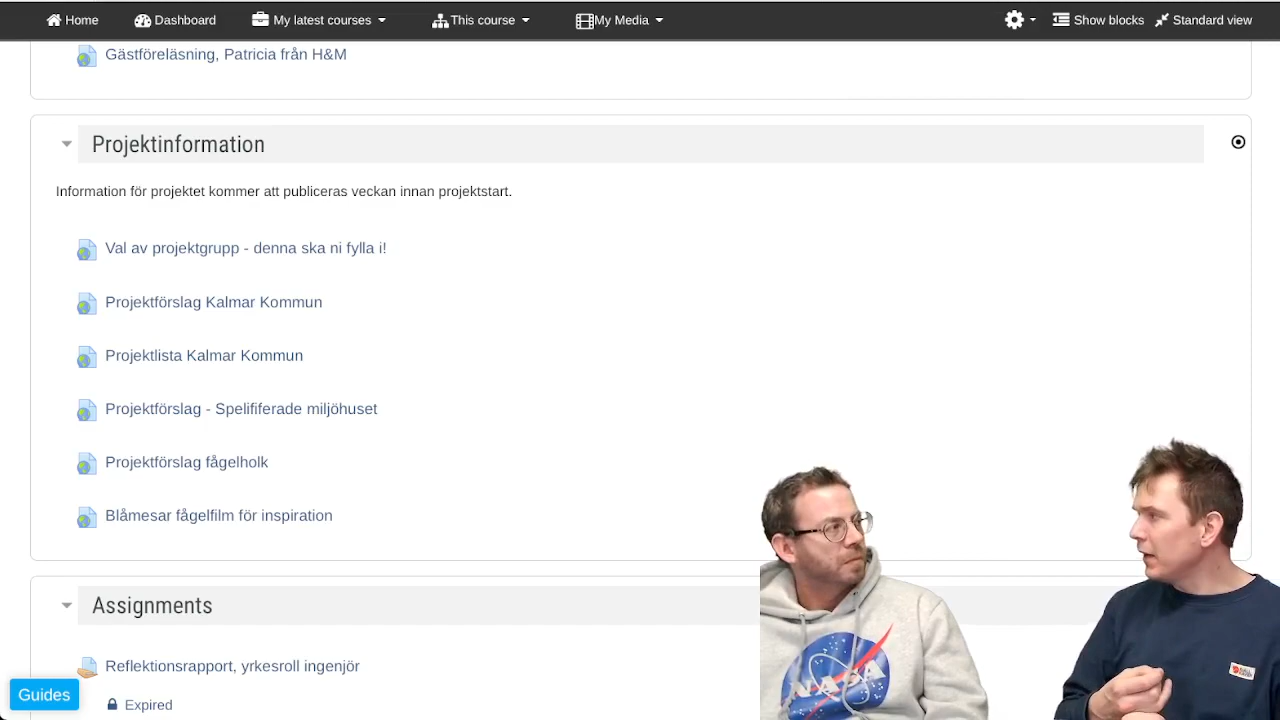 Home Dashboard My latest courses This course My Media Show blocks Standard view
Gästföreläsning, Patricia från H&M
Projektinformation
Information för projektet kommer att publiceras veckan innan projektstart.
Val av projektgrupp - denna ska ni fylla i!
Projektförslag Kalmar Kommun
Projektlista Kalmar Kommun
Projektförslag - Spelififerade miljöhuset
Projektförslag fågelholk
Blåmesar fågelfilm för inspiration
Assignments
Reflektionsrapport, yrkesroll ingenjör
Guides
Expired
NASA